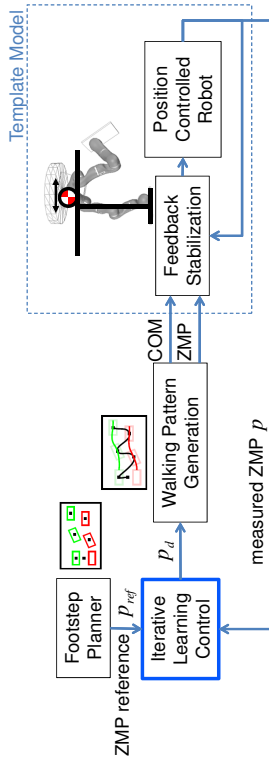 Footstep
Planner
ZMP reference
p_ref
Iterative
Learning
Control
p_d
Walking Pattern
Generation
COM
ZMP
Template Model
Feedback
Stabilization
Position
Controlled
Robot
measured ZMP p